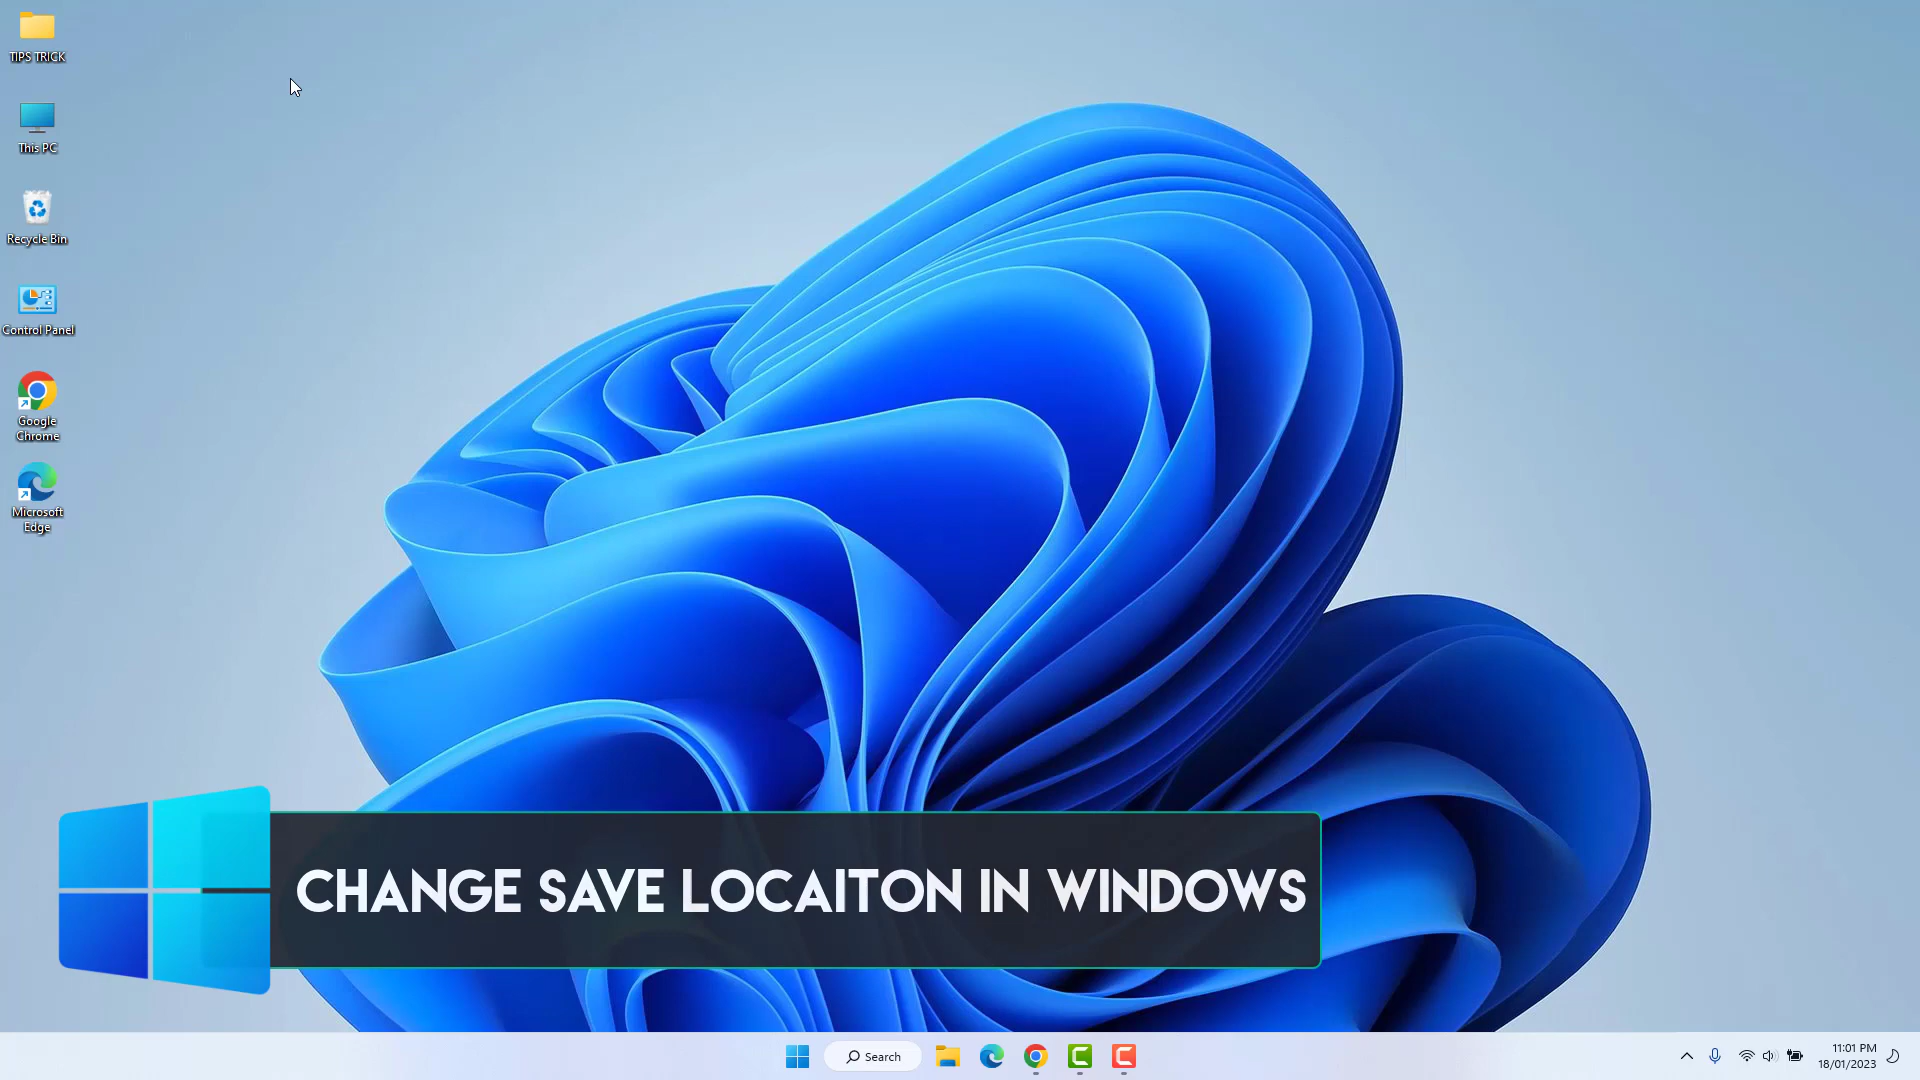 TIPS TRICK
This PC
Recycle Bin
Control Panel
Google
Chrome
Microsoft
Edge
CHANGE SAVE LOCAITON IN WINDOWS
Search
11:01 PM
18/01/2023